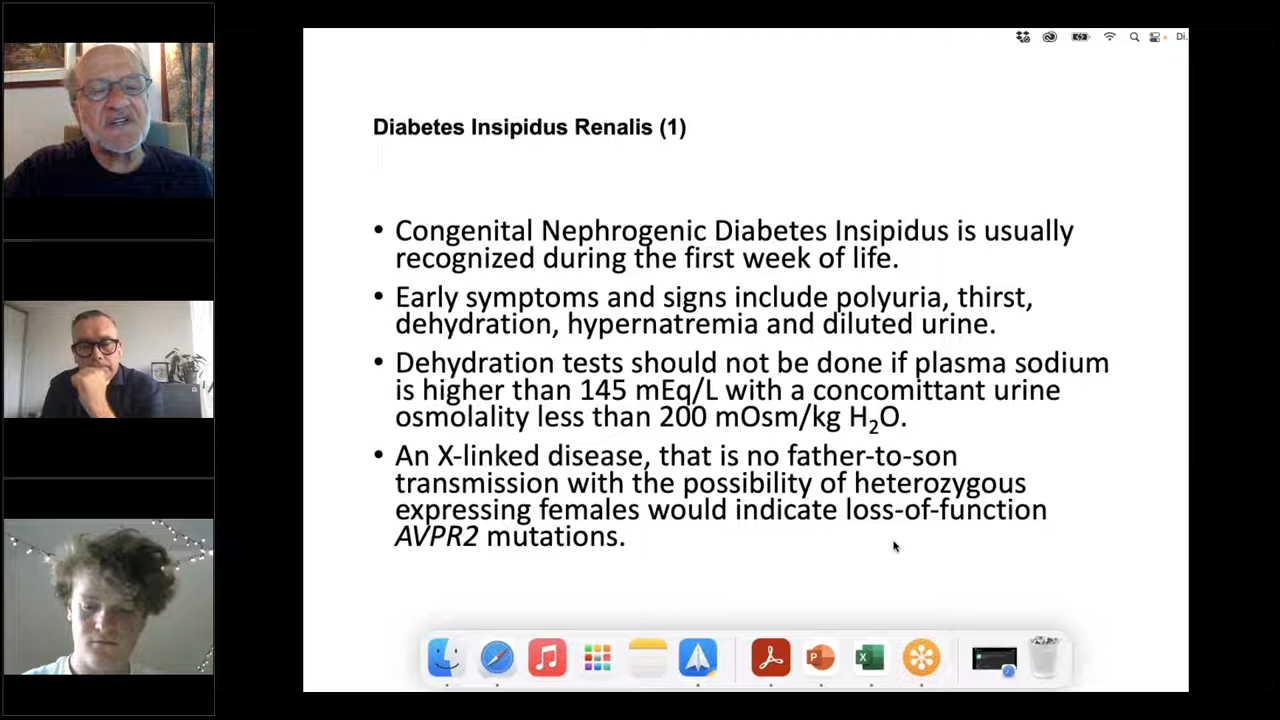 Di.
Diabetes Insipidus Renalis (1)
• Congenital Nephrogenic Diabetes Insipidus is usually
recognized during the first week of life.
• Early symptoms and signs include polyuria, thirst,
dehydration, hypernatremia and diluted urine.
• Dehydration tests should not be done if plasma sodium
is higher than 145 mEq/L with a concomittant urine
osmolality less than 200 mOsm/kg H₂O.
• An X-linked disease, that is no father-to-son
transmission with the possibility of heterozygous
expressing females would indicate loss-of-function
AVPR2 mutations.